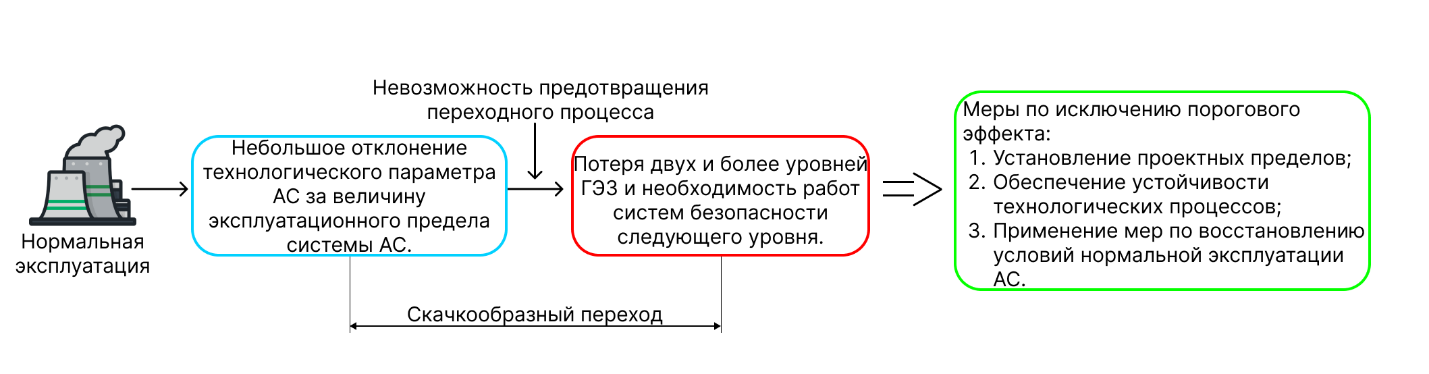 Невозможность предотвращения
переходного процесса
Нормальная
эксплуатация
Небольшое отклонение
технологического параметра
АС за величину
эксплуатационного предела
системы АС.
Потеря двух и более уровней
ГЭЗ и необходимость работ
систем безопасности
следующего уровня.
Скачкообразный переход
Меры по исключению порогового
эффекта:
1. Установление проектных пределов;
2. Обеспечение устойчивости
технологических процессов;
3. Применение мер по восстановлению
условий нормальной эксплуатации
АС.